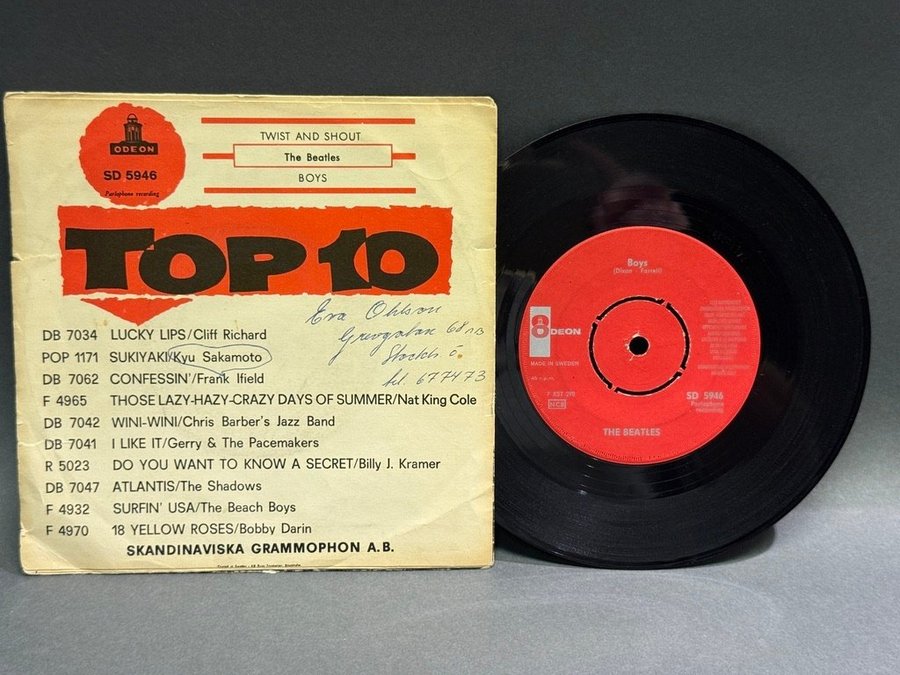 ODEON
SD 5946
Parlophone recording
TWIST AND SHOUT
The Beatles
BOYS
TOP 10
Eva Ohlson
68
tel. 677473
DB 7034 LUCKY LIPS/Cliff Richard
POP 1171 SUKIYAKI/Kyu Sakamoto
DB 7062 CONFESSIN'/Frank Ifield
F 4965 THOSE LAZY-HAZY-CRAZY DAYS OF SUMMER/Nat King Cole
DB 7042 WINI-WINI/Chris Barber's Jazz Band
DB 7041 I LIKE IT/Gerry & The Pacemakers
R 5023 DO YOU WANT TO KNOW A SECRET/Billy J. Kramer
DB 7047 ATLANTIS/The Shadows
F 4932 SURFIN' USA/The Beach Boys
F 4970 18 YELLOW ROSES/Bobby Darin
SKANDINAVISKA GRAMMOPHON A.B.
Boys
(Dixon - Farrell)
ODEON
MADE IN SWEDEN
45 r.p.m.
NCB
SD 5946
Parlophone
recording
THE BEATLES